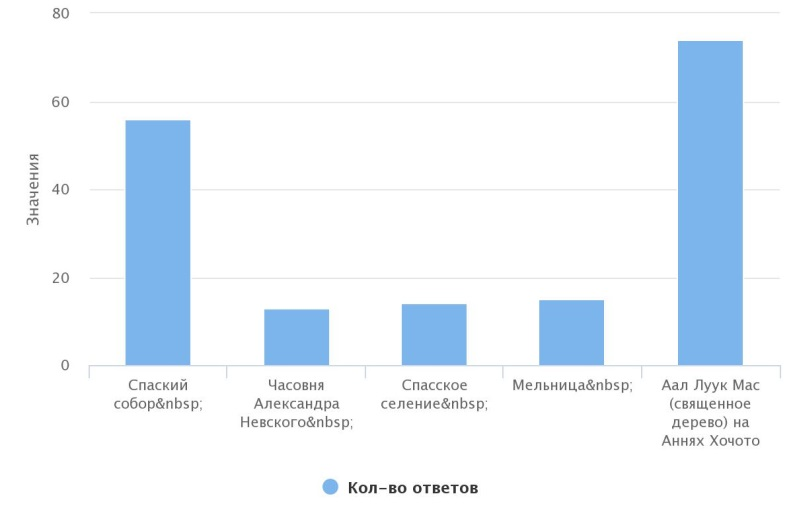 80
60
40
20
0
Значения
Спаский
собор&nbsp;
Часовня
Александра
Невского&nbsp;
Спасское
селение&nbsp;
Мельница&nbsp;
Аал Луук Мас
(священное
дерево) на
Аннях Хочото
Кол-во ответов